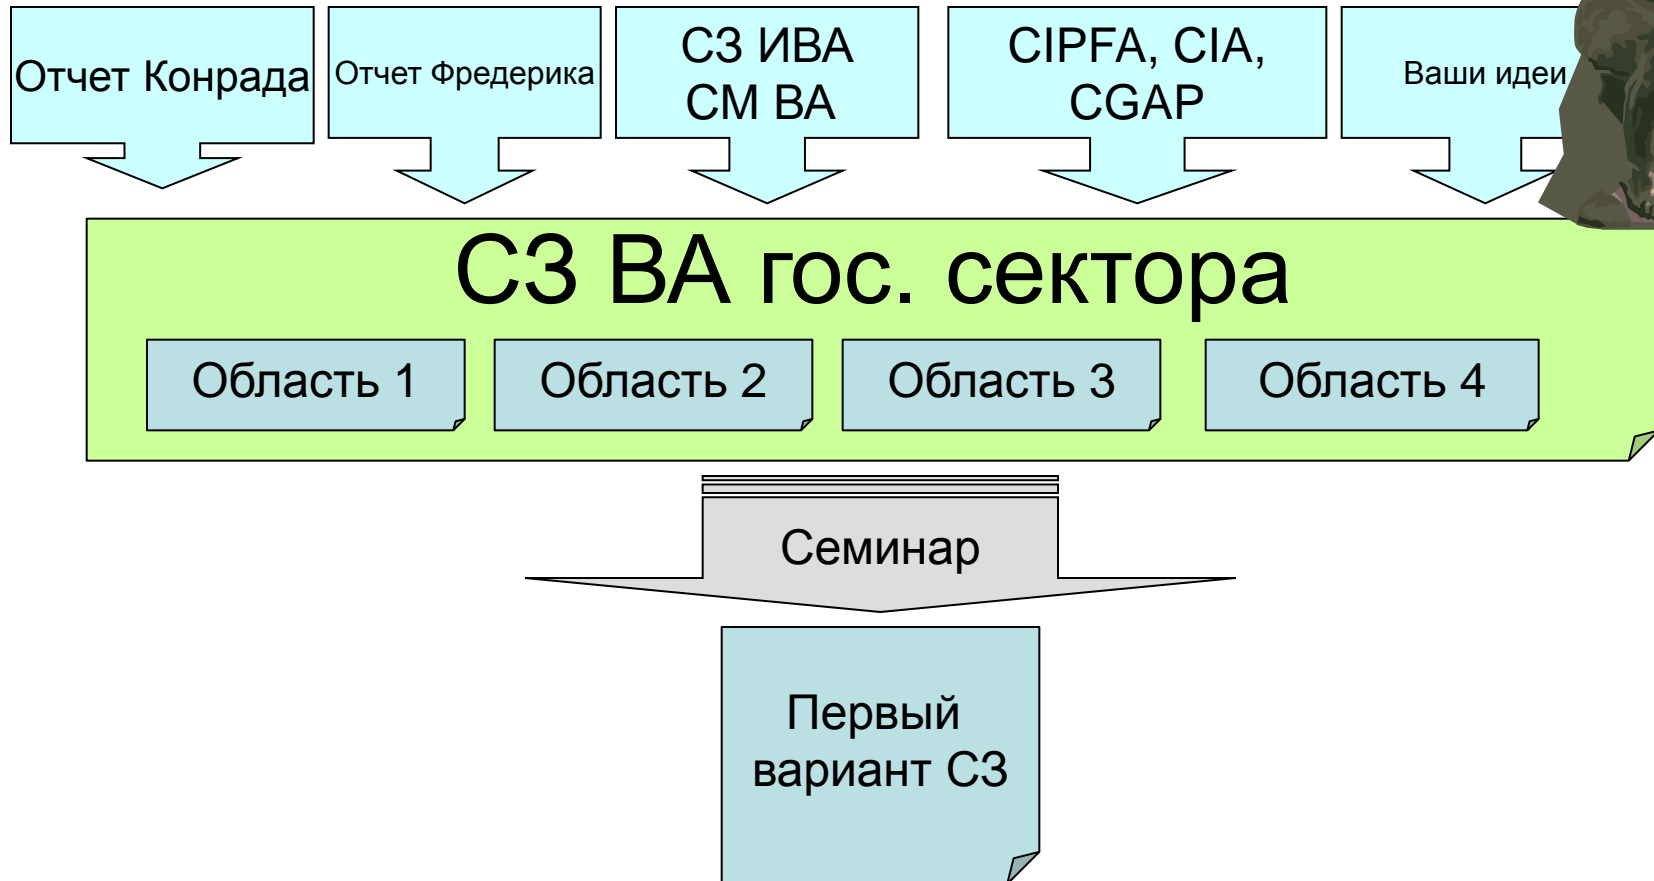 Отчет Конрада
Отчет Фредерика
СЗ ИВА
СМ ВА
CIPFA, CIA,
CGAP
Ваши идеи
СЗ ВА гос. сектора
Область 1
Область 2
Область 3
Область 4
Семинар
Первый
вариант СЗ